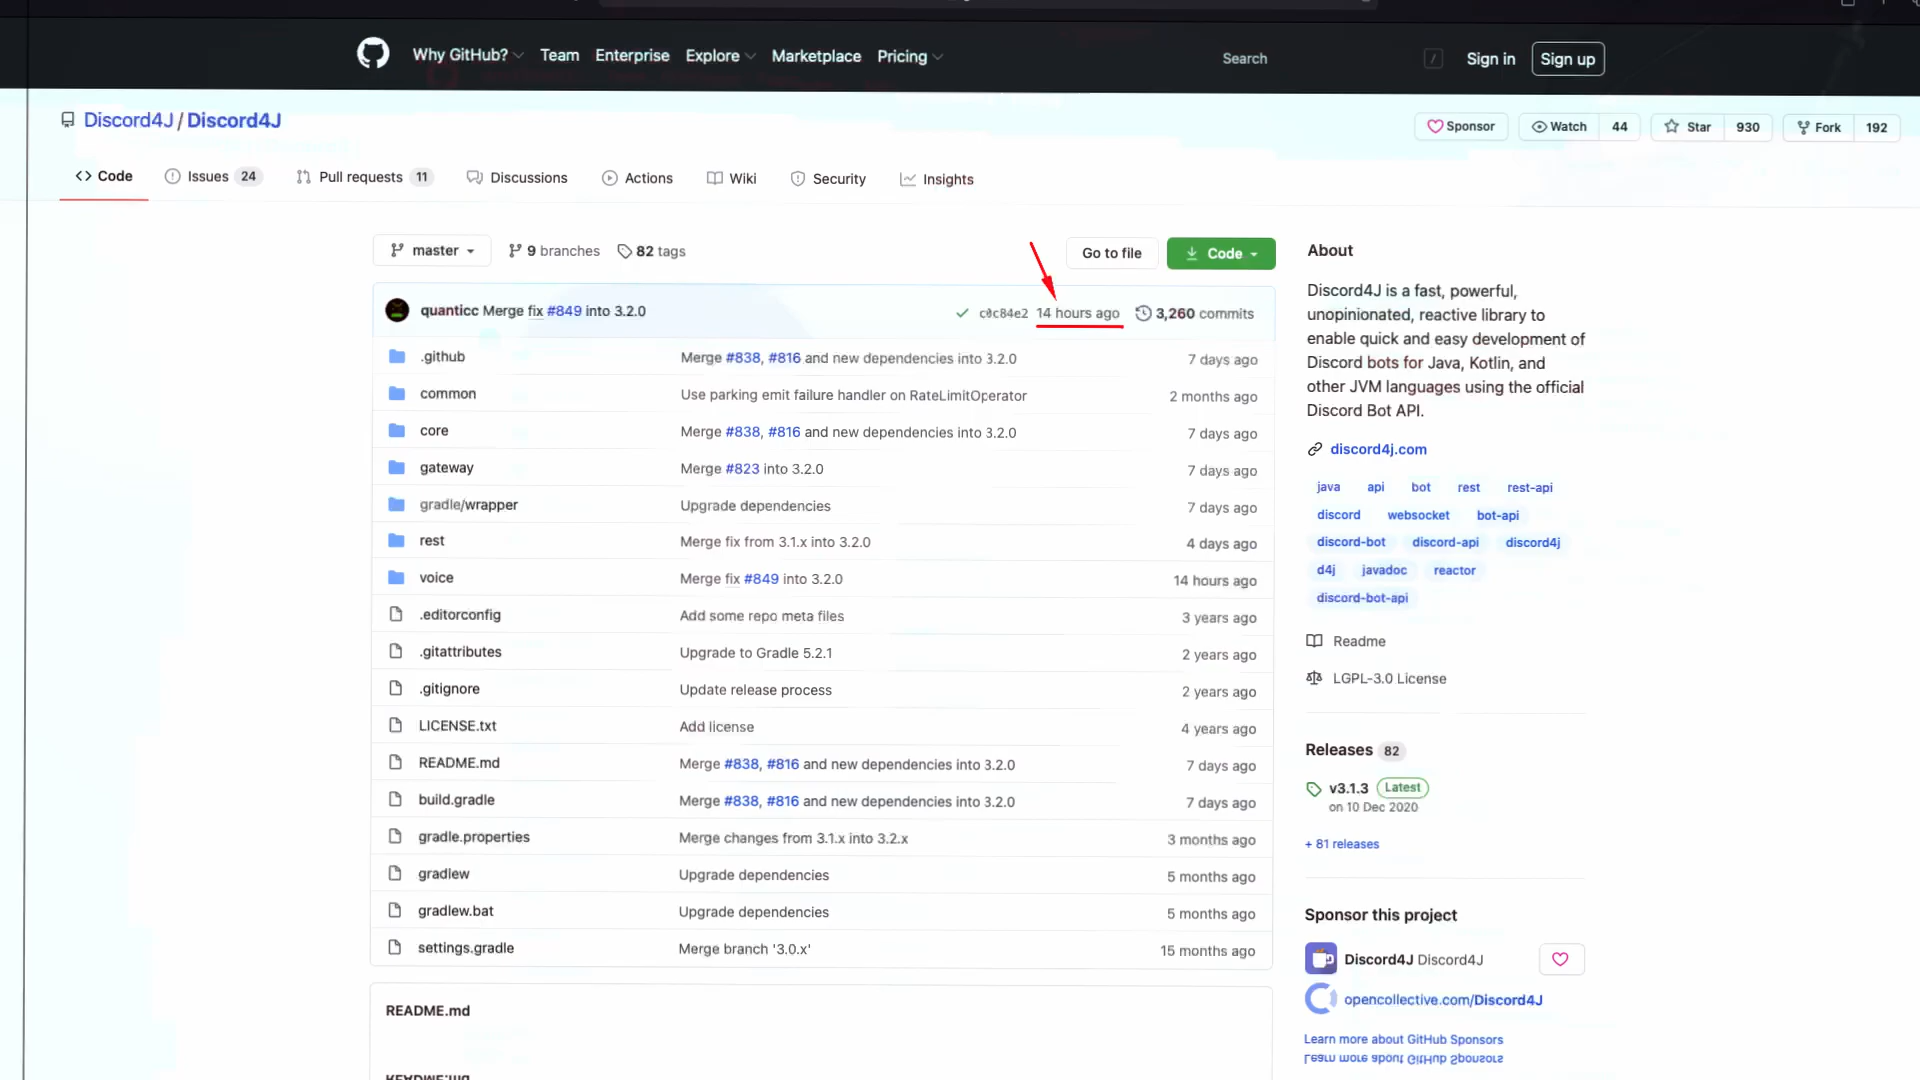 Why GitHub? Team Enterprise Explore Marketplace Pricing Search / Sign in Sign up
Discord4J / Discord4J Sponsor Watch 44 Star 930 Fork 192
Code Issues 24 Pull requests 11 Discussions Actions Wiki Security Insights
master 9 branches 82 tags Go to file Code
quanticc Merge fix #849 into 3.2.0 c0c84e2 14 hours ago 3,260 commits
.github Merge #838, #816 and new dependencies into 3.2.0 7 days ago
common Use parking emit failure handler on RateLimitOperator 2 months ago
core Merge #838, #816 and new dependencies into 3.2.0 7 days ago
gateway Merge #823 into 3.2.0 7 days ago
gradle/wrapper Upgrade dependencies 7 days ago
rest Merge fix from 3.1.x into 3.2.0 4 days ago
voice Merge fix #849 into 3.2.0 14 hours ago
.editorconfig Add some repo meta files 3 years ago
.gitattributes Upgrade to Gradle 5.2.1 2 years ago
.gitignore Update release process 2 years ago
LICENSE.txt Add license 4 years ago
README.md Merge #838, #816 and new dependencies into 3.2.0 7 days ago
build.gradle Merge #838, #816 and new dependencies into 3.2.0 7 days ago
gradle.properties Merge changes from 3.1.x into 3.2.x 3 months ago
gradlew Upgrade dependencies 5 months ago
gradlew.bat Upgrade dependencies 5 months ago
settings.gradle Merge branch '3.0.x' 15 months ago
README.md
About
Discord4J is a fast, powerful,
unopinionated, reactive library to
enable quick and easy development of
Discord bots for Java, Kotlin, and
other JVM languages using the official
Discord Bot API.
discord4j.com
java api bot rest rest-api
discord websocket bot-api
discord-bot discord-api discord4j
d4j javadoc reactor
discord-bot-api
Readme
LGPL-3.0 License
Releases 82
v3.1.3 Latest
on 10 Dec 2020
+ 81 releases
Sponsor this project
Discord4J Discord4J
opencollective.com/Discord4J
Learn more about GitHub Sponsors